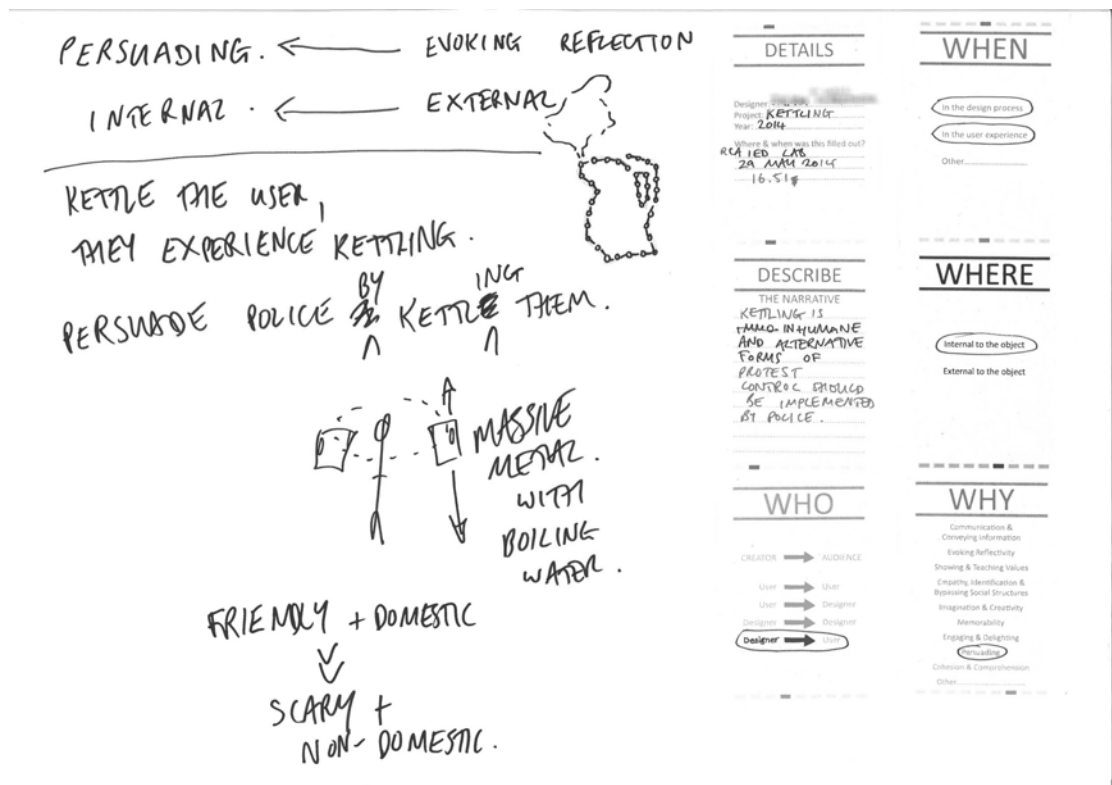 PERSUADING. ← EVOKING REFLECTION
INTERNAL. ← EXTERNAL
KETTLE THE USER,
THEY EXPERIENCE KETTLING.
PERSUADE POLICE BY KETTLING THEM.
MASSIVE
METAL.
WITH
BOILING
WATER.
FRIENDLY + DOMESTIC
SCARY +
NON-DOMESTIC.
DETAILS
Designer:
Project: KETTLING
Year: 2014
Where & when was this filled out?
RCA IED LAB
29 MAY 2014
16.51
DESCRIBE
THE NARRATIVE
KETTLING IS
INHUMANE
AND ALTERNATIVE
FORMS OF
PROTEST
CONTROL SHOULD
BE IMPLEMENTED
BY POLICE.
WHO
CREATOR → AUDIENCE
User → User
User → Designer
Designer → Designer
Designer → User
WHEN
In the design process
In the user experience
Other
WHERE
Internal to the object
External to the object
WHY
Communication &
Conveying Information
Evoking Reflectivity
Showing & Teaching Values
Empathy, Identification &
Bypassing Social Structures
Imagination & Creativity
Memorability
Engaging & Delighting
Persuading
Cohesion & Comprehension
Other